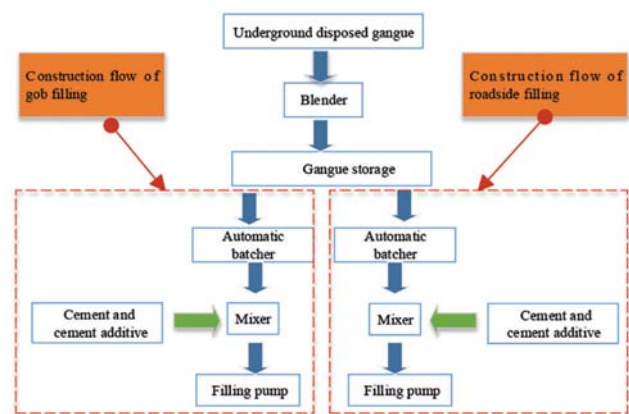 Underground disposed gangue
Construction flow of
gob filling
Construction flow of
roadside filling
Blender
Gangue storage
Automatic
batcher
Automatic
batcher
Cement and
cement additive
Mixer
Mixer
Cement and
cement additive
Filling pump
Filling pump